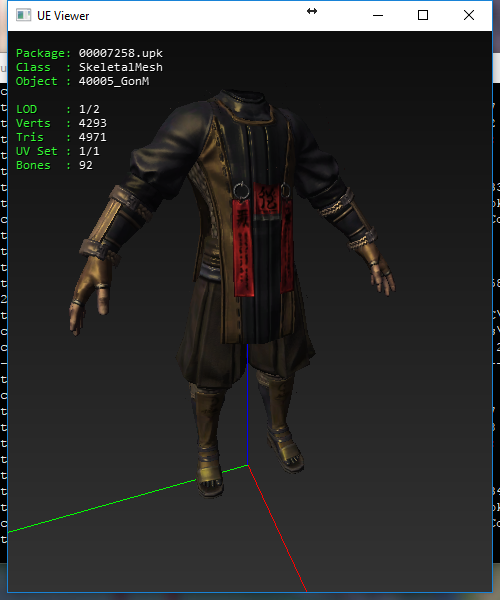 UE Viewer
Package: 00007258.upk
Class : SkeletalMesh
Object : 40005_GonM
LOD : 1/2
Verts : 4293
Tris : 4971
UV Set : 1/1
Bones : 92